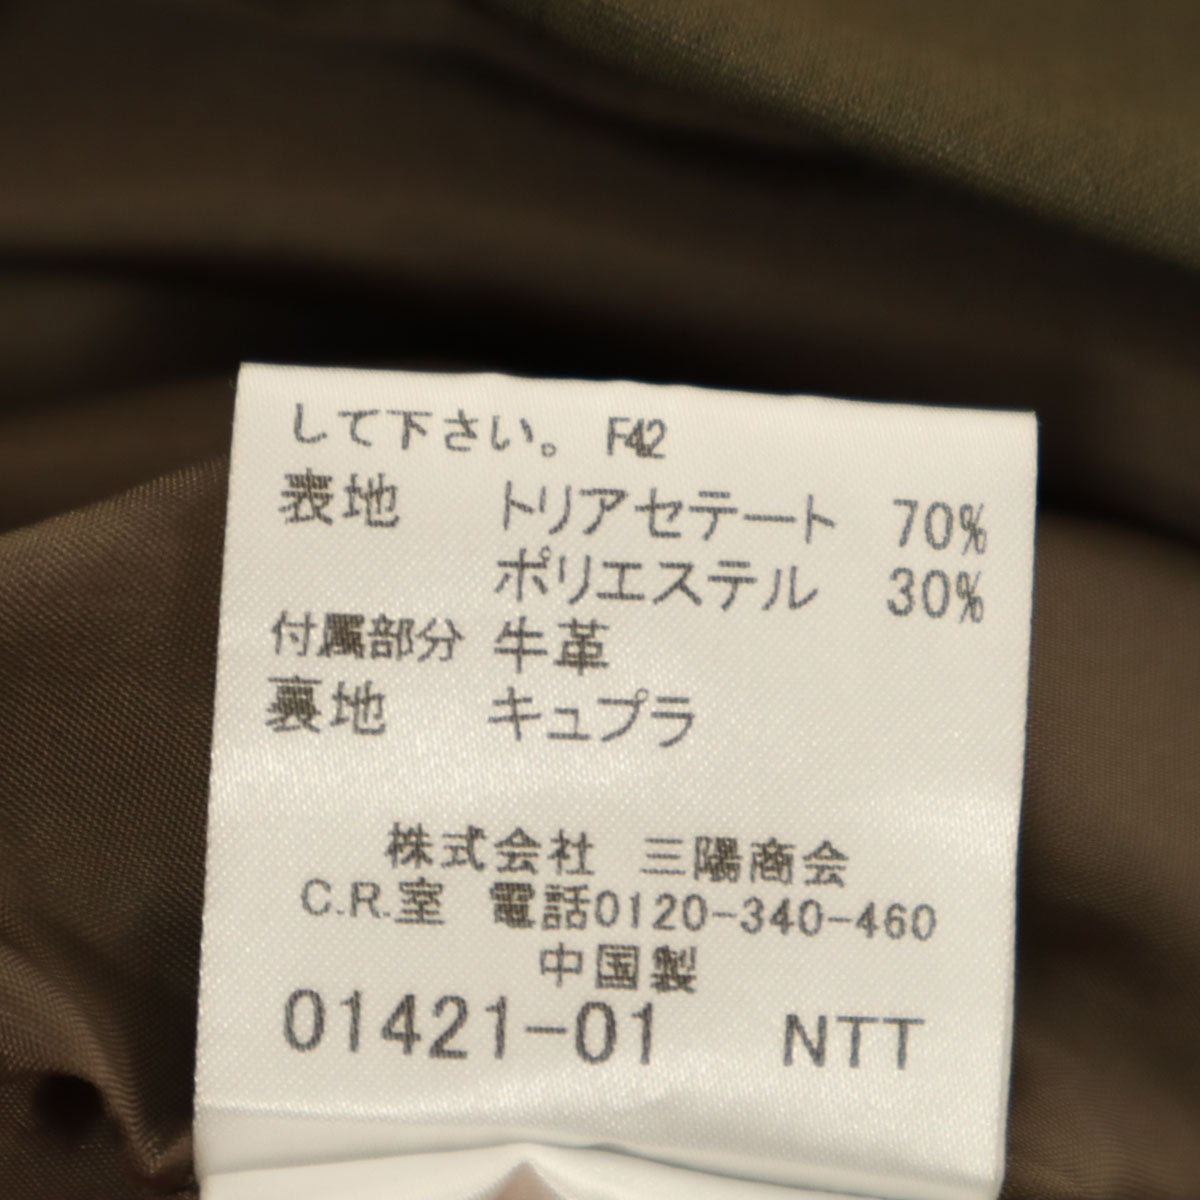 して下さい。 F42
表地 トリアセテート 70%
ポリエステル 30%
付属部分 牛革
裏地 キュプラ
株式会社 三陽商会
C.R.室 電話0120-340-460
中国製
01421-01 NTT